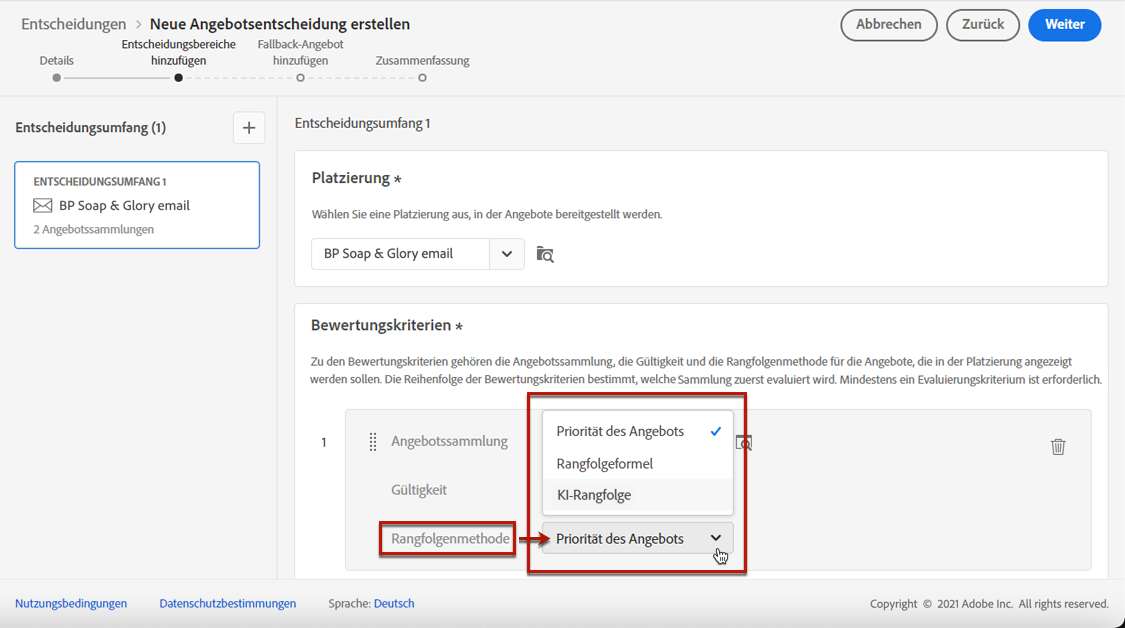 Entscheidungen > Neue Angebotsentscheidung erstellen
Abbrechen
Zurück
Weiter
Details
Entscheidungsbereiche
hinzufügen
Fallback-Angebot
hinzufügen
Zusammenfassung
Entscheidungsumfang (1)
+
ENTSCHEIDUNGSUMFANG 1
BP Soap & Glory email
2 Angebotssammlungen
Entscheidungsumfang 1
Platzierung *
Wählen Sie eine Platzierung aus, in der Angebote bereitgestellt werden.
BP Soap & Glory email
Bewertungskriterien *
Zu den Bewertungskriterien gehören die Angebotssammlung, die Gültigkeit und die Rangfolgenmethode für die Angebote, die in der Platzierung angezeigt
werden sollen. Die Reihenfolge der Bewertungskriterien bestimmt, welche Sammlung zuerst evaluiert wird. Mindestens ein Evaluierungskriterium ist erforderlich.
1
Angebotssammlung
Gültigkeit
Rangfolgenmethode
Priorität des Angebots
Rangfolgeformel
KI-Rangfolge
Priorität des Angebots
Nutzungsbedingungen
Datenschutzbestimmungen
Sprache: Deutsch
Copyright © 2021 Adobe Inc. All rights reserved.